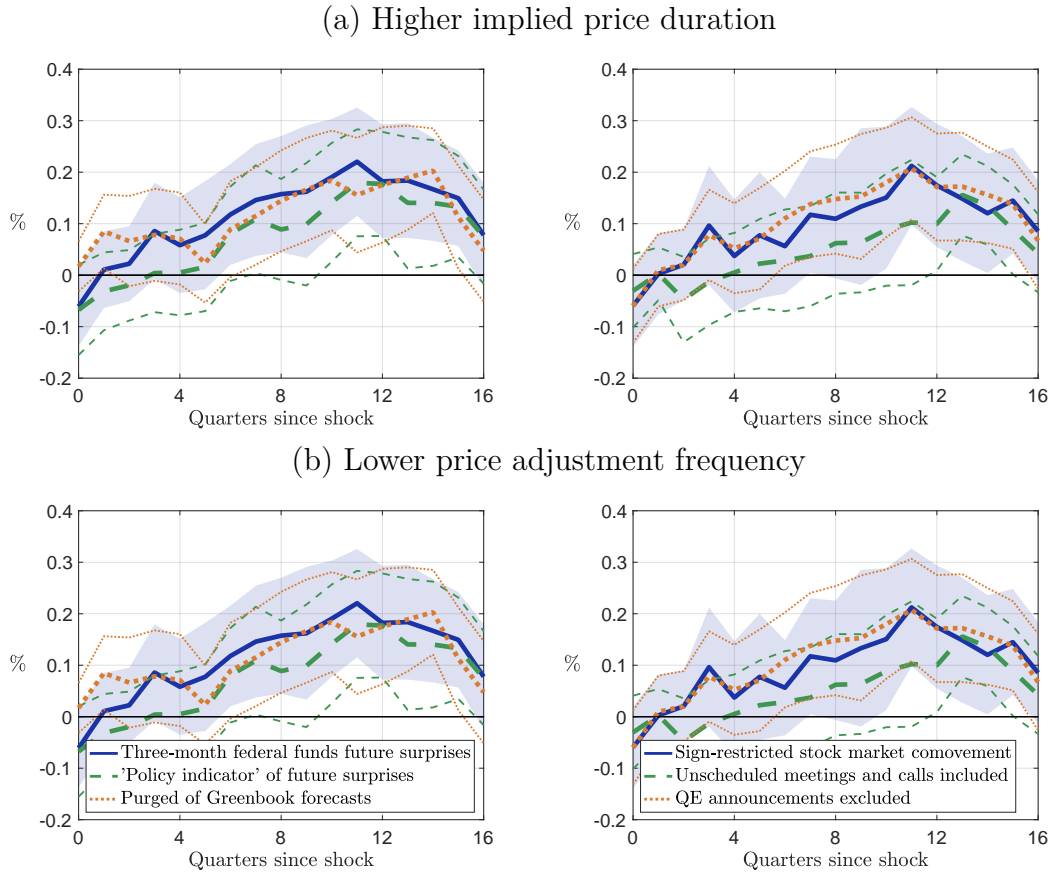 (a) Higher implied price duration
0.4
0.3
0.2
0.1
0
-0.1
-0.2
%
0 4 8 12 16
Quarters since shock
0.4
0.3
0.2
0.1
0
-0.1
-0.2
%
0 4 8 12 16
Quarters since shock
(b) Lower price adjustment frequency
0.4
0.3
0.2
0.1
0
-0.1
-0.2
%
Three-month federal funds future surprises
'Policy indicator' of future surprises
Purged of Greenbook forecasts
0 4 8 12 16
Quarters since shock
0.4
0.3
0.2
0.1
0
-0.1
-0.2
%
Sign-restricted stock market comovement
Unscheduled meetings and calls included
QE announcements excluded
0 4 8 12 16
Quarters since shock